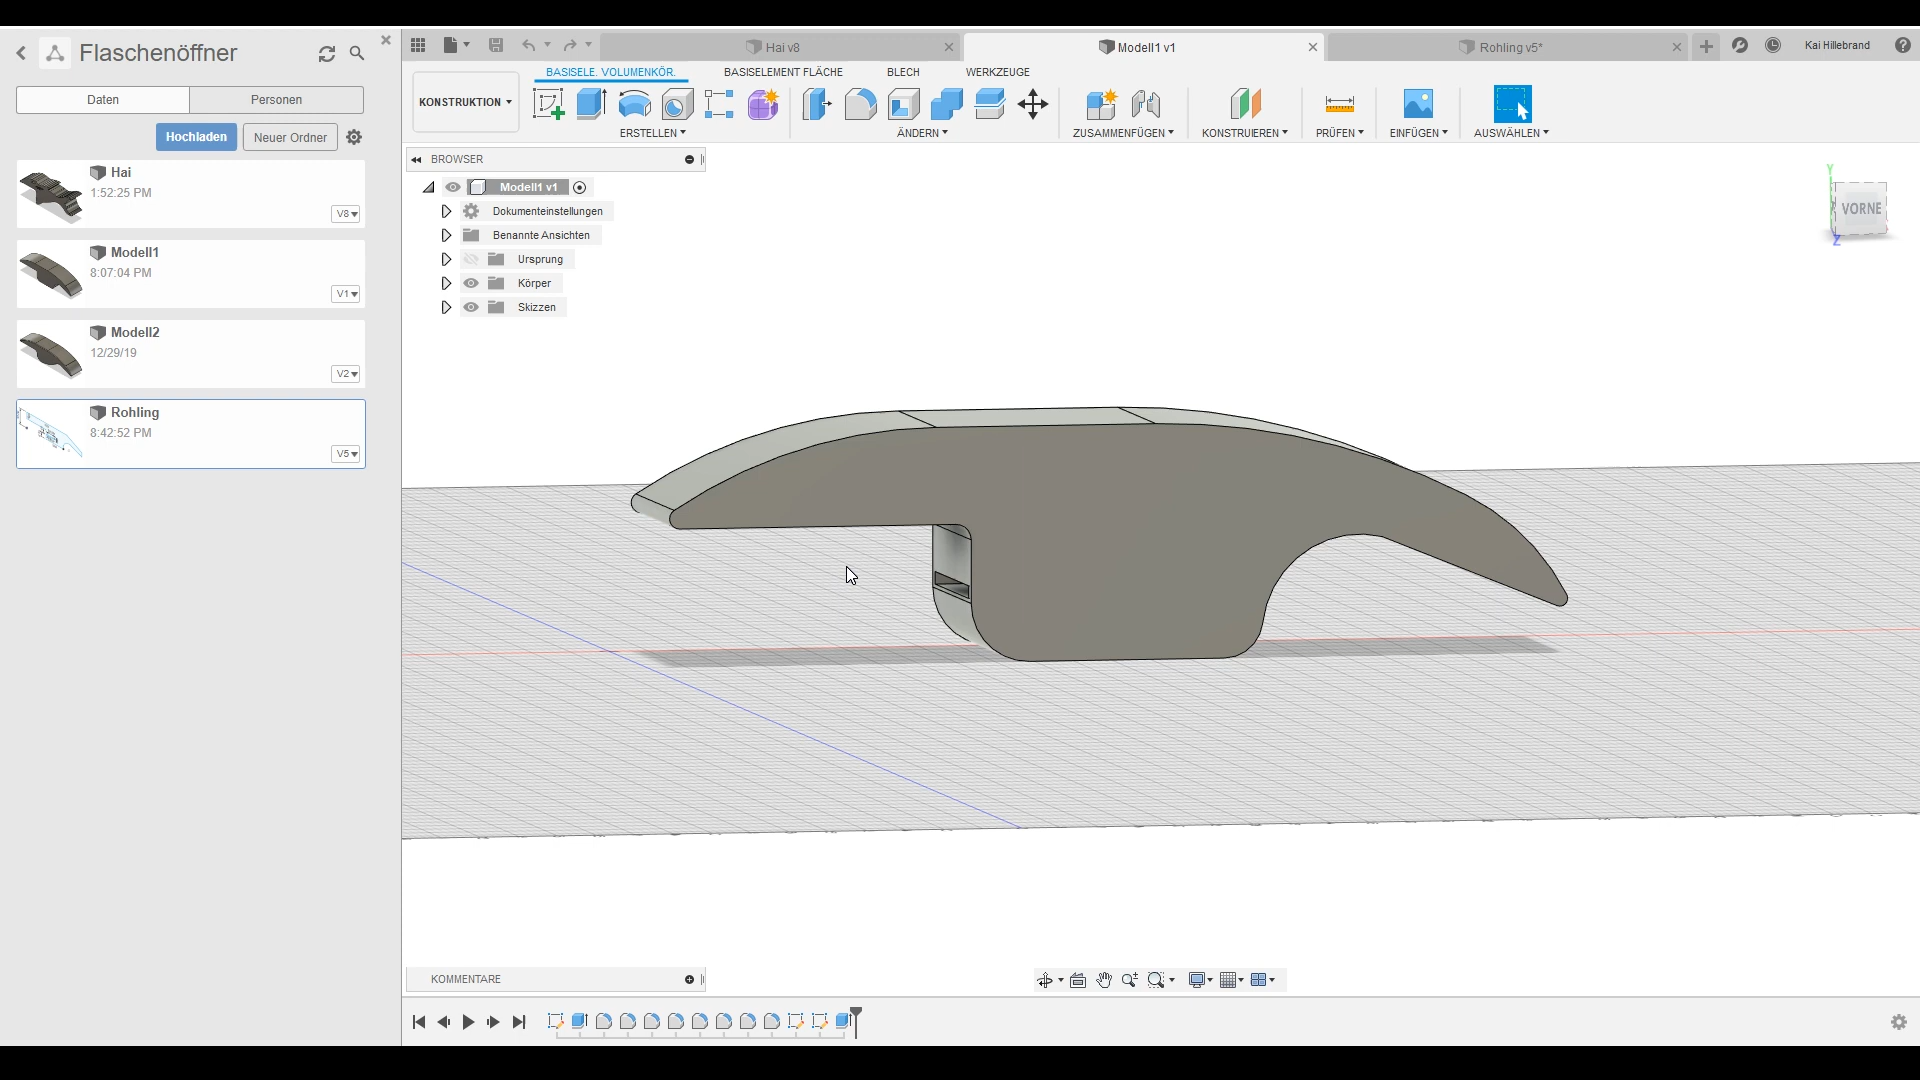 Flaschenöffner
Daten
Personen
Hochladen
Neuer Ordner
Hai
1:52:25 PM
V8
Modell1
8:07:04 PM
V1
Modell2
12/29/19
V2
Rohling
8:42:52 PM
V5
Hai v8
Modell1 v1
Rohling v5*
Kai Hillebrand
KONSTRUKTION
BASISELE. VOLUMENKÖR.
BASISELEMENT FLÄCHE
BLECH
WERKZEUGE
ERSTELLEN
ÄNDERN
ZUSAMMENFÜGEN
KONSTRUIEREN
PRÜFEN
EINFÜGEN
AUSWÄHLEN
BROWSER
Modell1 v1
Dokumenteinstellungen
Benannte Ansichten
Ursprung
Körper
Skizzen
Y
VORNE
Z
KOMMENTARE